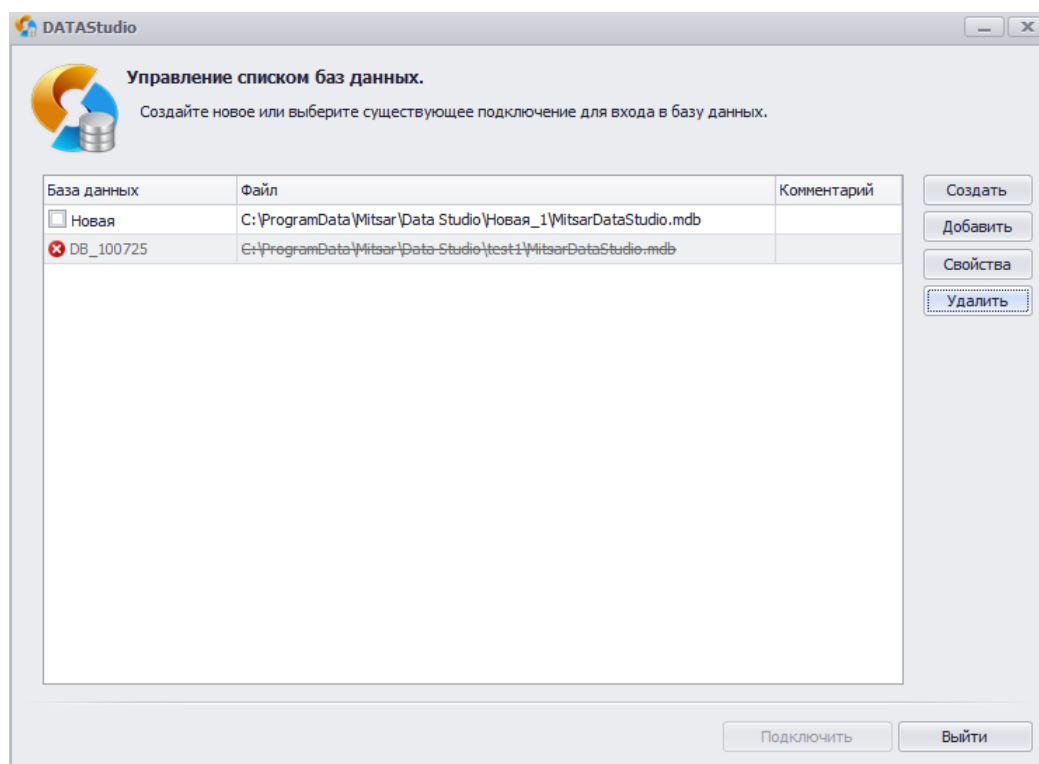 DATAStudio
Управление списком баз данных.
Создайте новое или выберите существующее подключение для входа в базу данных.
База данных Файл Комментарий
Новая C:\ProgramData\Mitsar\Data Studio\Новая_1\MitsarDataStudio.mdb
DB_100725 C:\ProgramData\Mitsar\Data Studio\test1\MitsarDataStudio.mdb
Создать
Добавить
Свойства
Удалить
Подключить Выйти